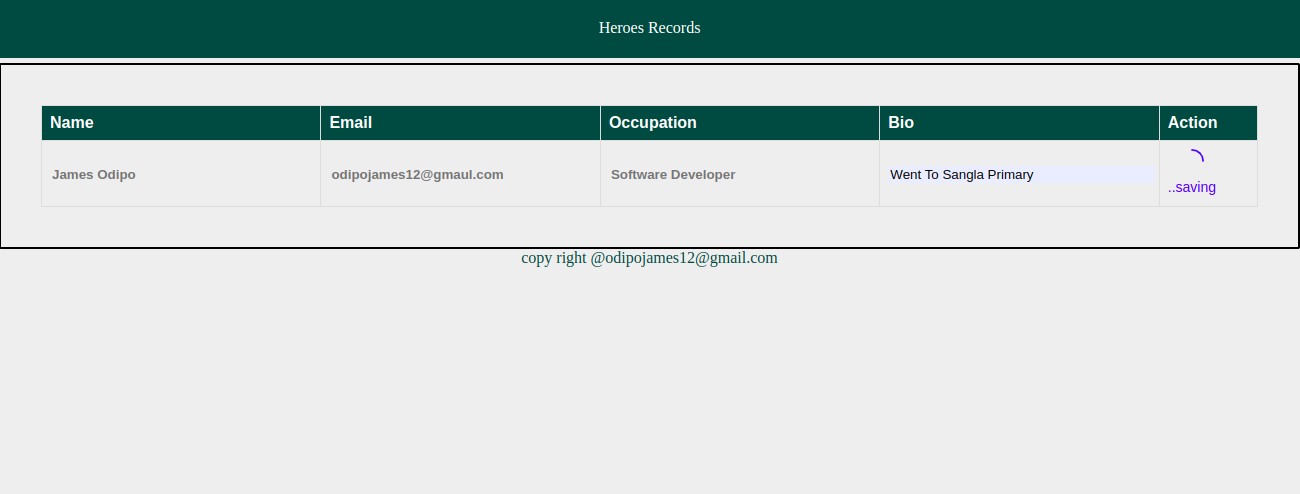 Heroes Records
Name Email Occupation Bio Action
James Odipo odipojames12@gmaul.com Software Developer Went To Sangla Primary
..saving
copy right @odipojames12@gmail.com